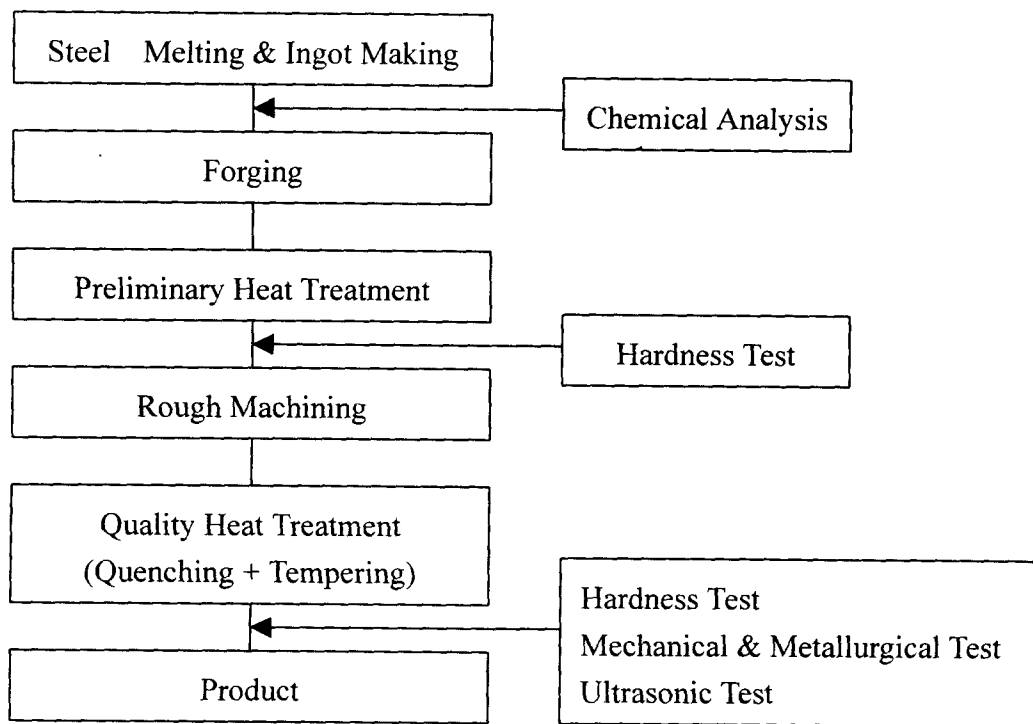 Steel Melting & Ingot Making
Chemical Analysis
Forging
Preliminary Heat Treatment
Hardness Test
Rough Machining
Quality Heat Treatment
(Quenching + Tempering)
Hardness Test
Mechanical & Metallurgical Test
Ultrasonic Test
Product